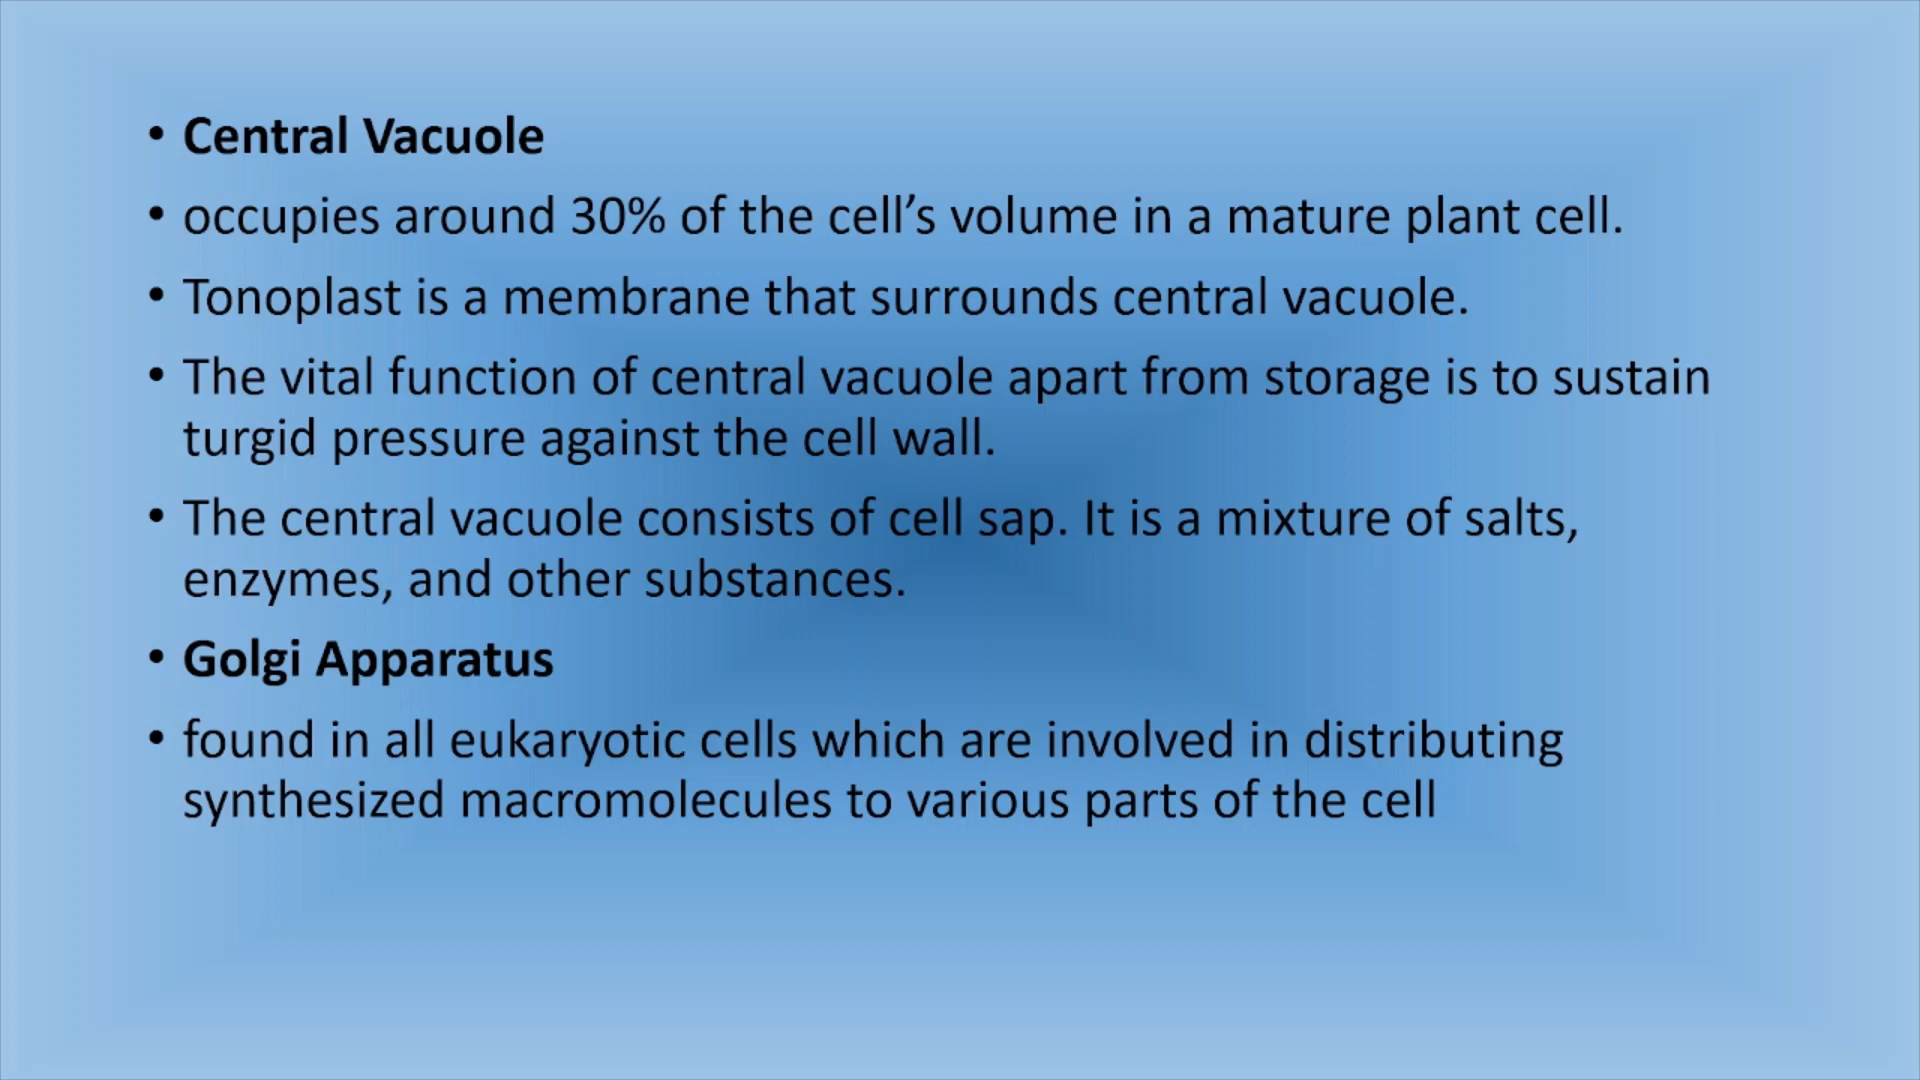 • Central Vacuole
• occupies around 30% of the cell’s volume in a mature plant cell.
• Tonoplast is a membrane that surrounds central vacuole.
• The vital function of central vacuole apart from storage is to sustain
turgid pressure against the cell wall.
• The central vacuole consists of cell sap. It is a mixture of salts,
enzymes, and other substances.
• Golgi Apparatus
• found in all eukaryotic cells which are involved in distributing
synthesized macromolecules to various parts of the cell